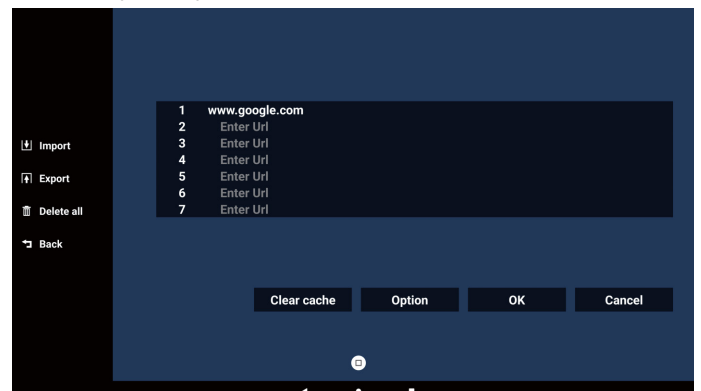 Import
Export
Delete all
Back
1 www.google.com
2 Enter Url
3 Enter Url
4 Enter Url
5 Enter Url
6 Enter Url
7 Enter Url
Clear cache Option OK Cancel